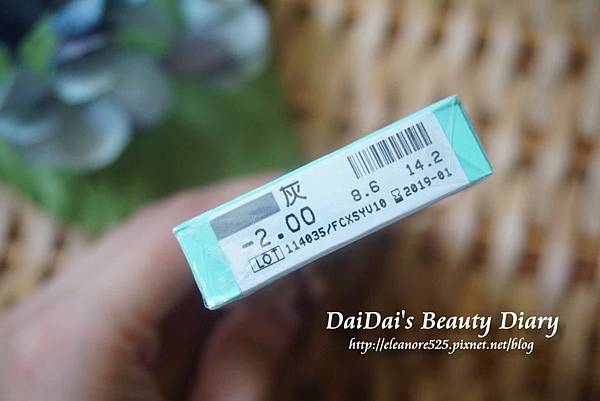 灰 8.6 14.2
-2.00 2019-01
LOT 114035/FCX5YV10
DaiDai's Beauty Diary
http://eleanore525.pixnet.net/blog